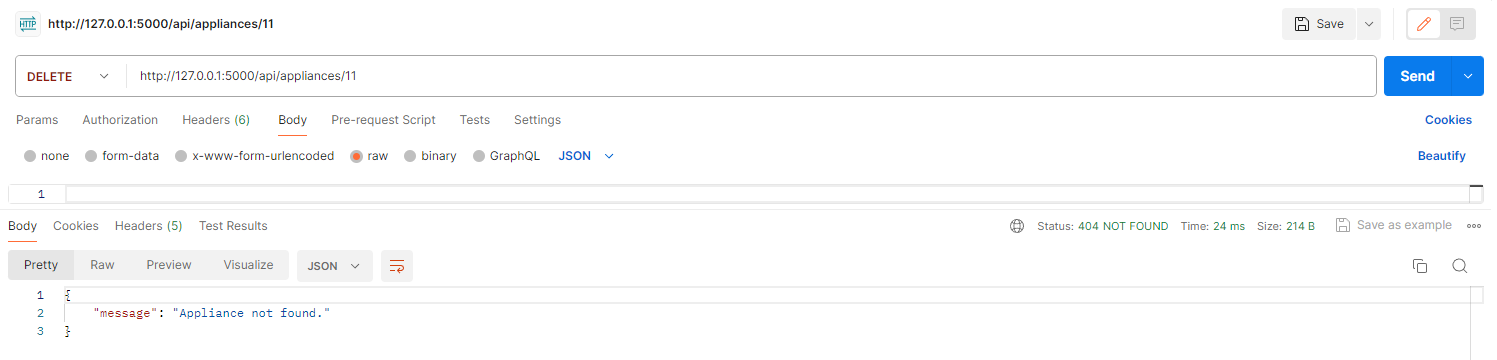 HTTP http://127.0.0.1:5000/api/appliances/11 Save
DELETE http://127.0.0.1:5000/api/appliances/11 Send
Params Authorization Headers (6) Body Pre-request Script Tests Settings Cookies
none form-data x-www-form-urlencoded raw binary GraphQL JSON Beautify
1
Body Cookies Headers (5) Test Results Status: 404 NOT FOUND Time: 24 ms Size: 214 B Save as example
Pretty Raw Preview Visualize JSON
1 {
2 "message": "Appliance not found."
3 }